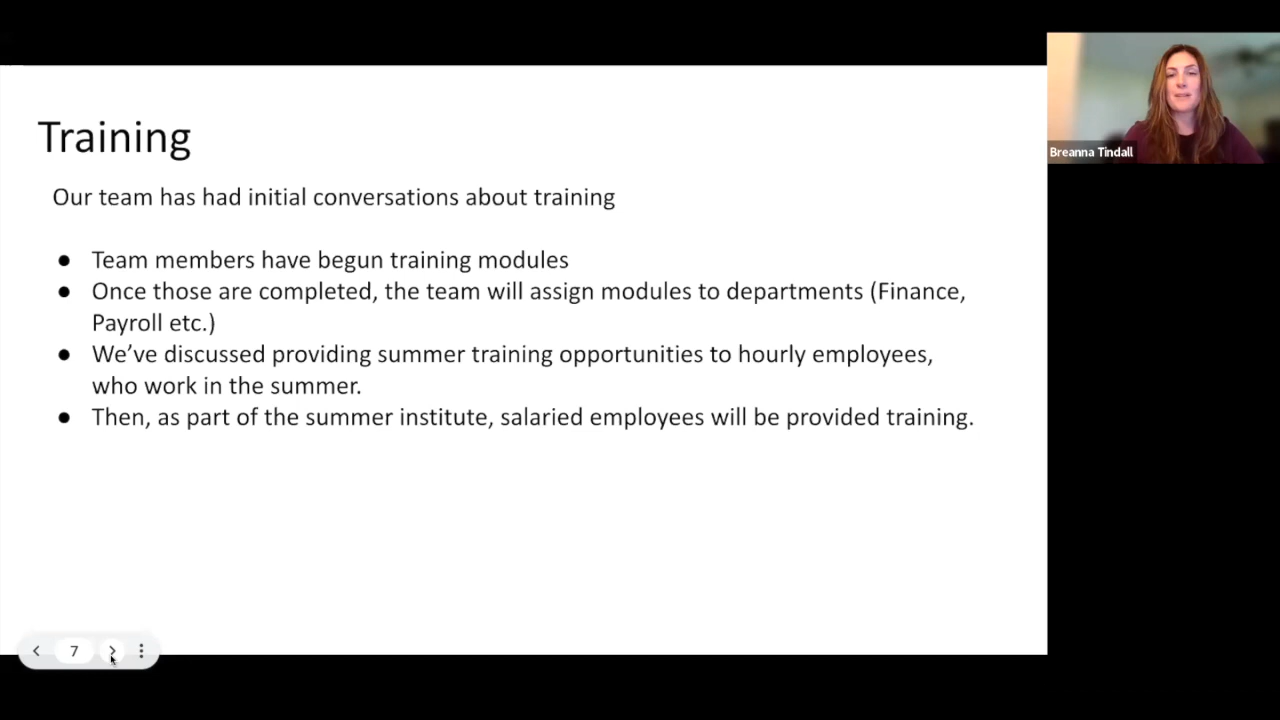 Training
Our team has had initial conversations about training
● Team members have begun training modules
● Once those are completed, the team will assign modules to departments (Finance,
Payroll etc.)
● We’ve discussed providing summer training opportunities to hourly employees,
who work in the summer.
● Then, as part of the summer institute, salaried employees will be provided training.
Breanna Tindall
7